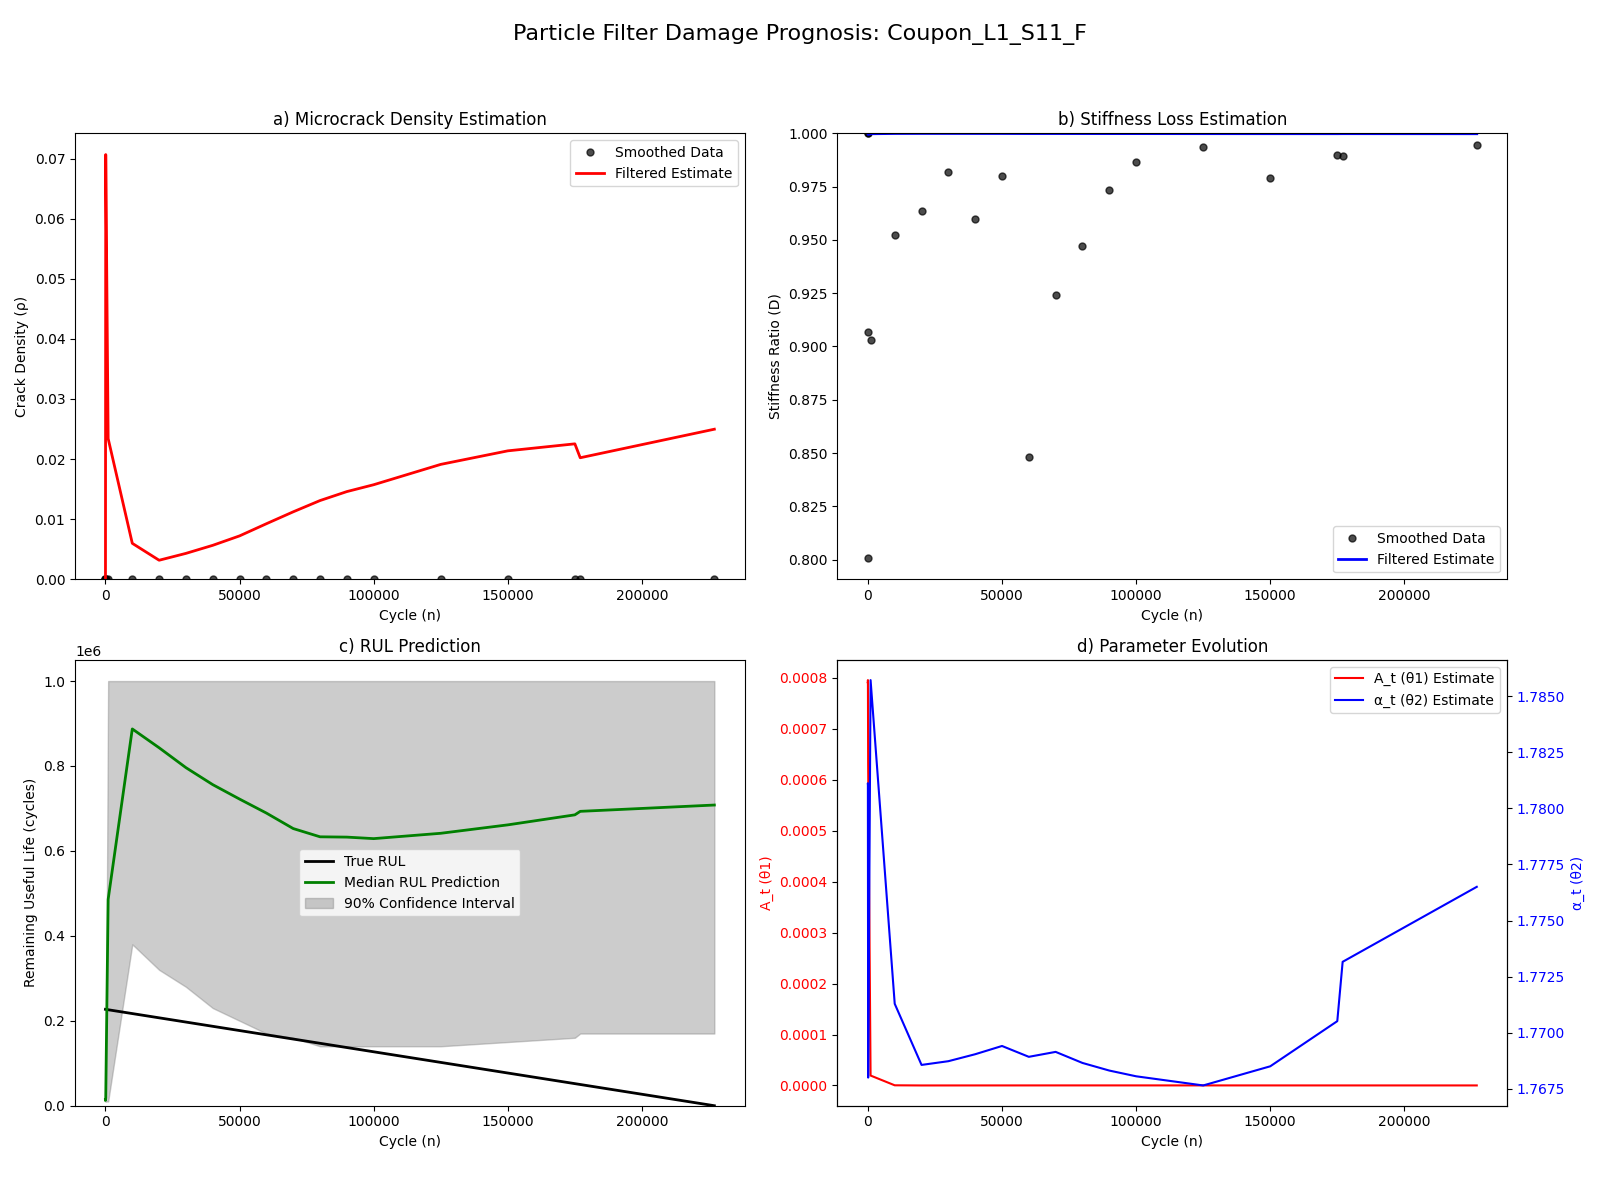 Particle Filter Damage Prognosis: Coupon_L1_S11_F
a) Microcrack Density Estimation
Crack Density (ρ)
0.07
0.06
0.05
0.04
0.03
0.02
0.01
0.00
Smoothed Data
Filtered Estimate
0
50000
100000
150000
200000
Cycle (n)
b) Stiffness Loss Estimation
Stiffness Ratio (D)
1.000
0.975
0.950
0.925
0.900
0.875
0.850
0.825
0.800
Smoothed Data
Filtered Estimate
0
50000
100000
150000
200000
Cycle (n)
c) RUL Prediction
1e6
Remaining Useful Life (cycles)
1.0
0.8
0.6
0.4
0.2
0.0
True RUL
Median RUL Prediction
90% Confidence Interval
0
50000
100000
150000
200000
Cycle (n)
d) Parameter Evolution
A_t (θ1)
0.0008
0.0007
0.0006
0.0005
0.0004
0.0003
0.0002
0.0001
0.0000
A_t (θ1) Estimate
α_t (θ2) Estimate
1.7850
1.7825
1.7800
1.7775
1.7750
1.7725
1.7700
1.7675
α_t (θ2)
0
50000
100000
150000
200000
Cycle (n)